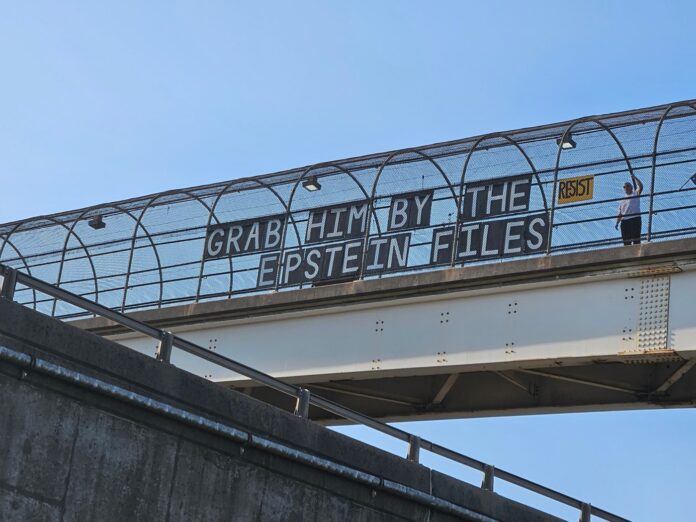 GRAB HIM BY THE
EPSTEIN FILES
RESIST